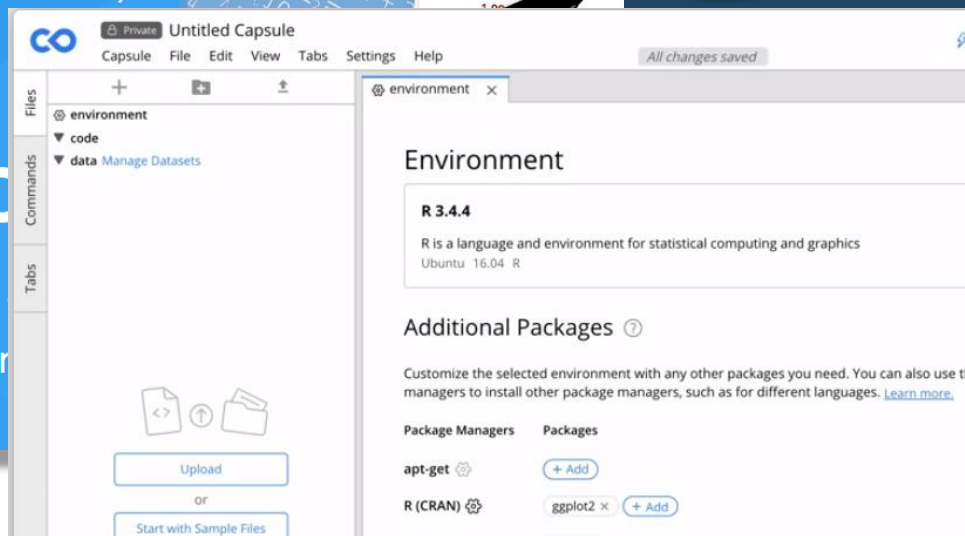 Private Untitled Capsule
Capsule File Edit View Tabs Settings Help
All changes saved
Files
Commands
Tabs
environment
code
data Manage Datasets
Upload
or
Start with Sample Files
environment ×
Environment
R 3.4.4
R is a language and environment for statistical computing and graphics
Ubuntu 16.04 R
Additional Packages ?
Customize the selected environment with any other packages you need. You can also use
managers to install other package managers, such as for different languages. Learn more.
Package Managers Packages
apt-get + Add
R (CRAN) ggplot2 × + Add